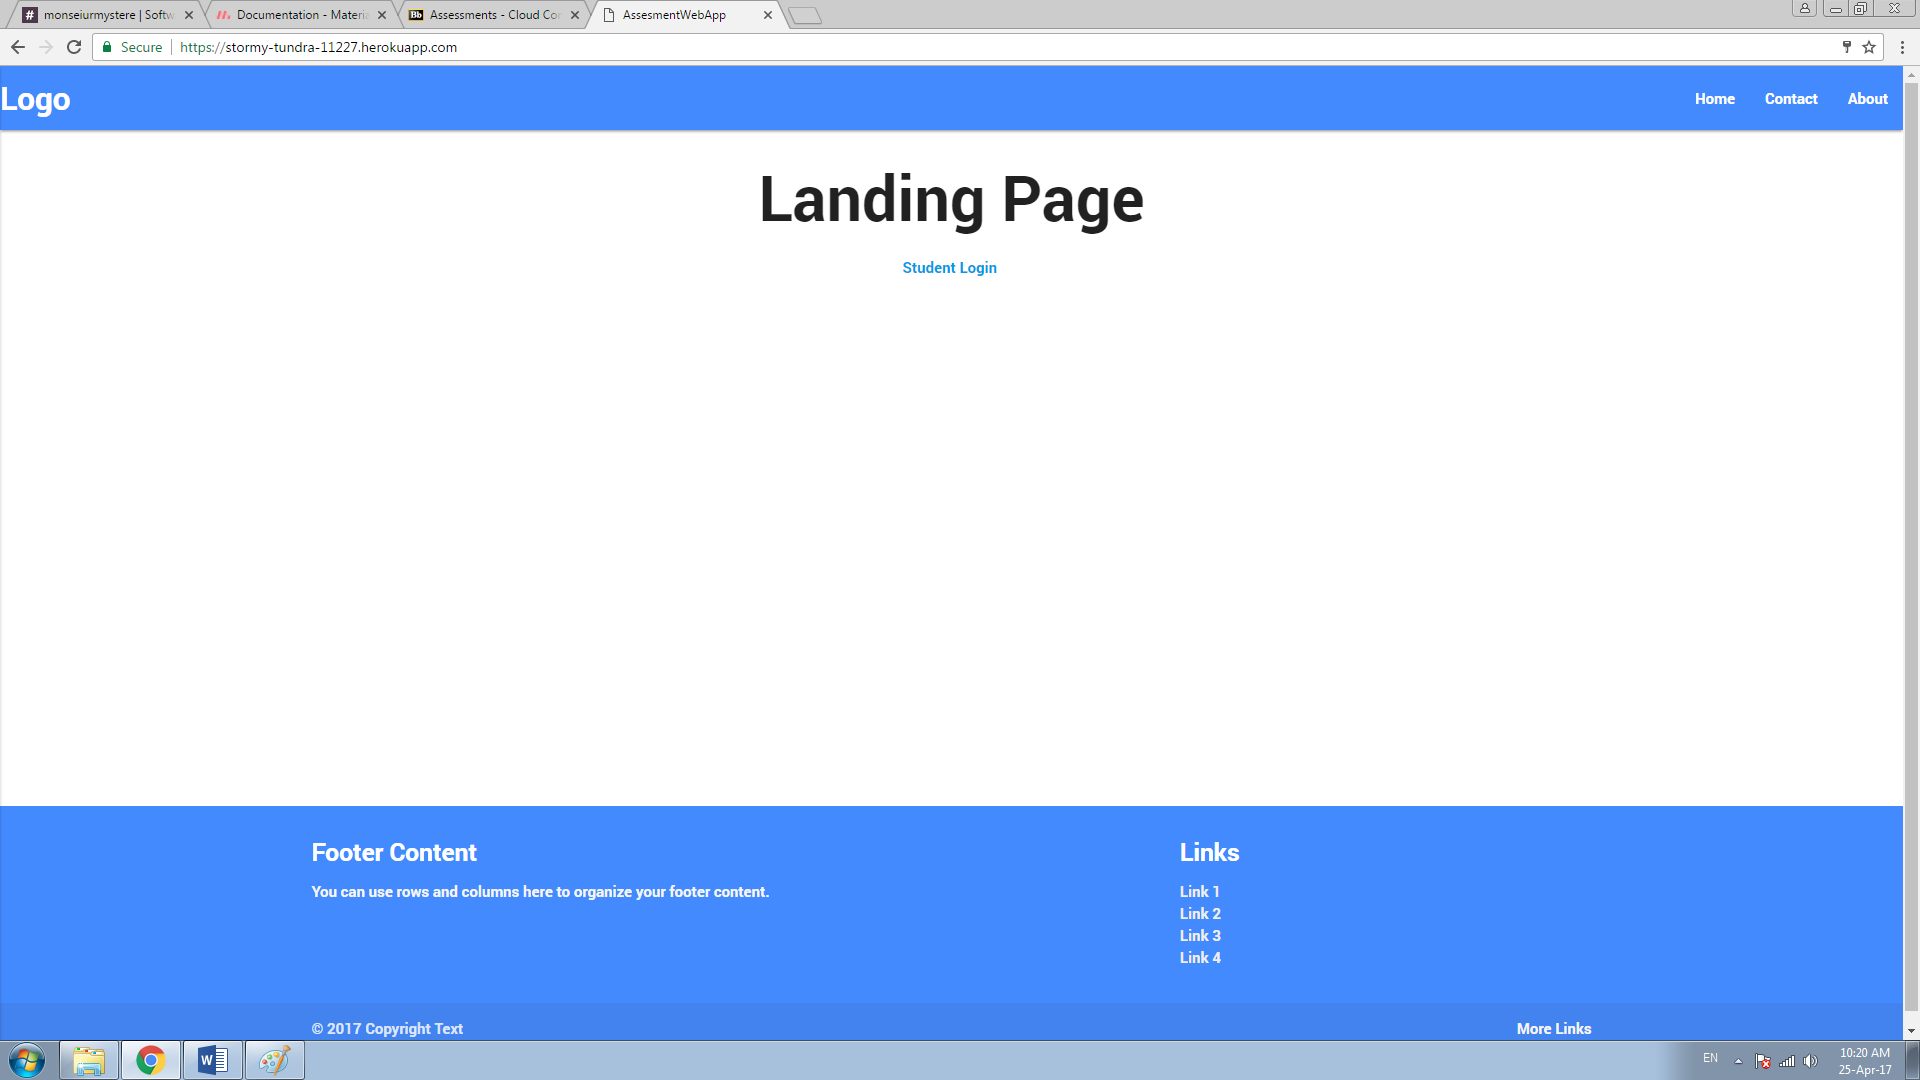 monseiurmystere | Softw
Documentation - Materia
Bb Assessments - Cloud Co
AssesmentWebApp
Secure https://stormy-tundra-11227.herokuapp.com
Logo Home Contact About
Landing Page
Student Login
Footer Content
You can use rows and columns here to organize your footer content.
Links
Link 1
Link 2
Link 3
Link 4
© 2017 Copyright Text More Links
EN
10:20 AM
25-Apr-17